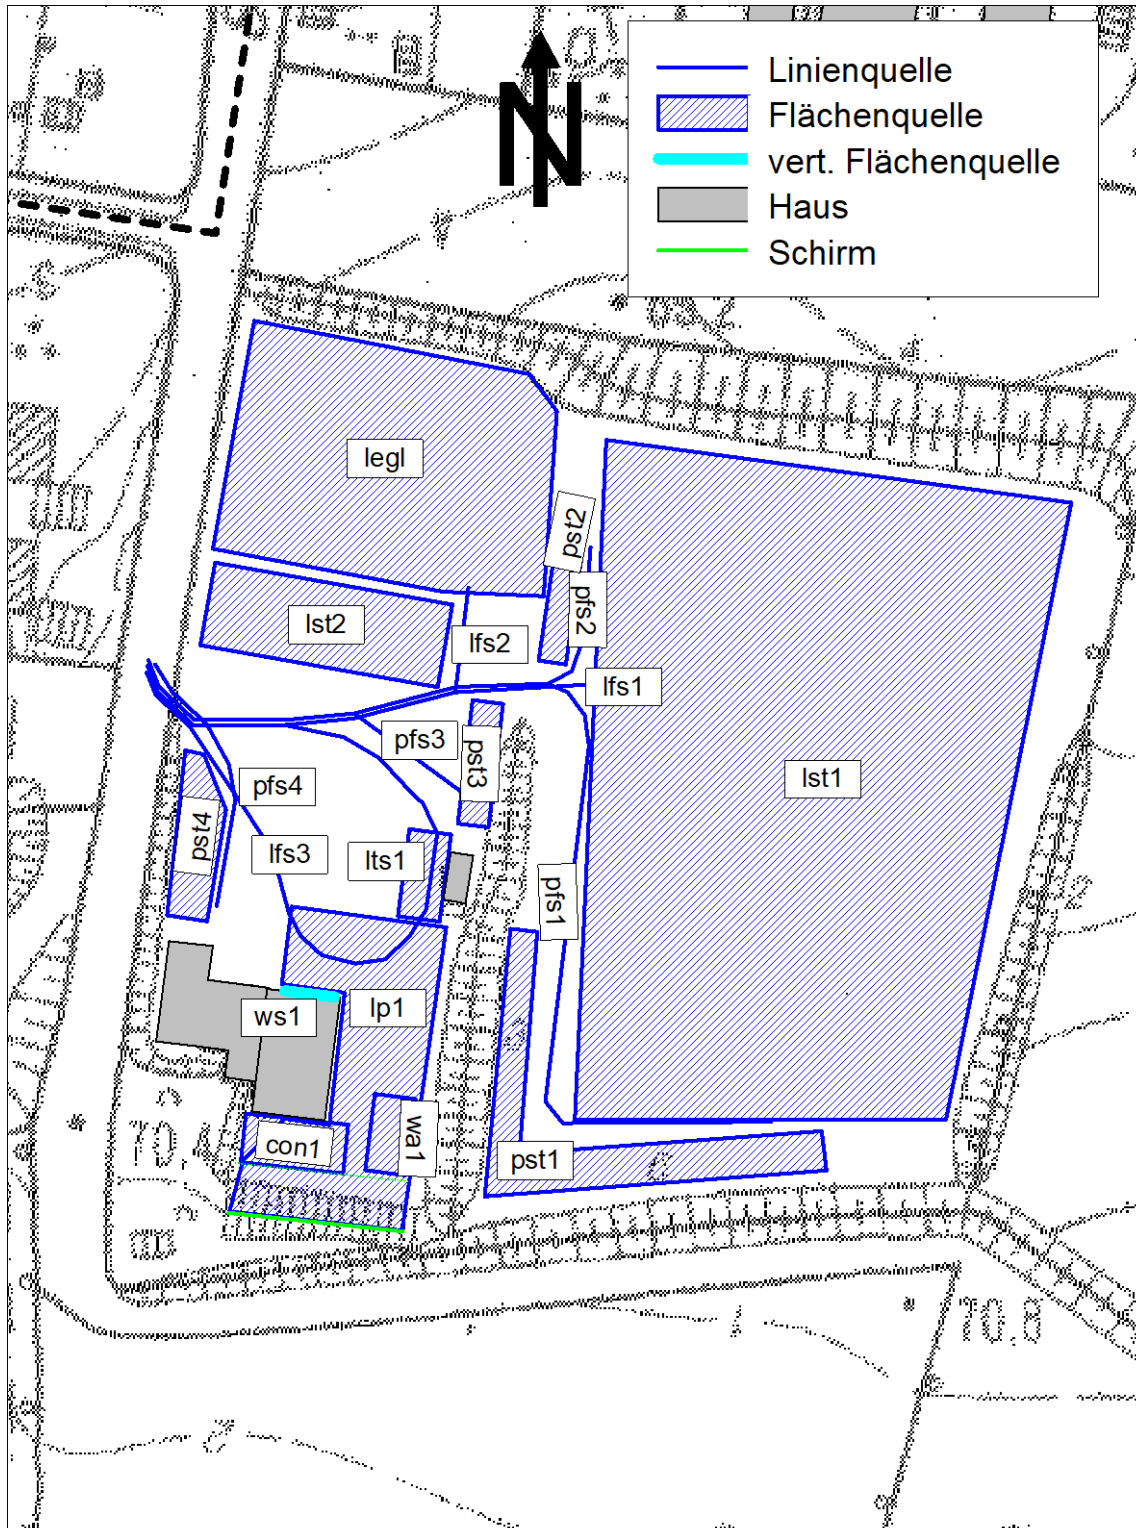 N
Linienquelle
Flächenquelle
vert. Flächenquelle
Haus
Schirm
legl
pst2
lst2
pfs2
lfs2
lfs1
pfs3
pst3
lst1
pfs4
pst4
lfs3
lts1
pfs1
ws1
lp1
con1
wa1
pst1
70,8